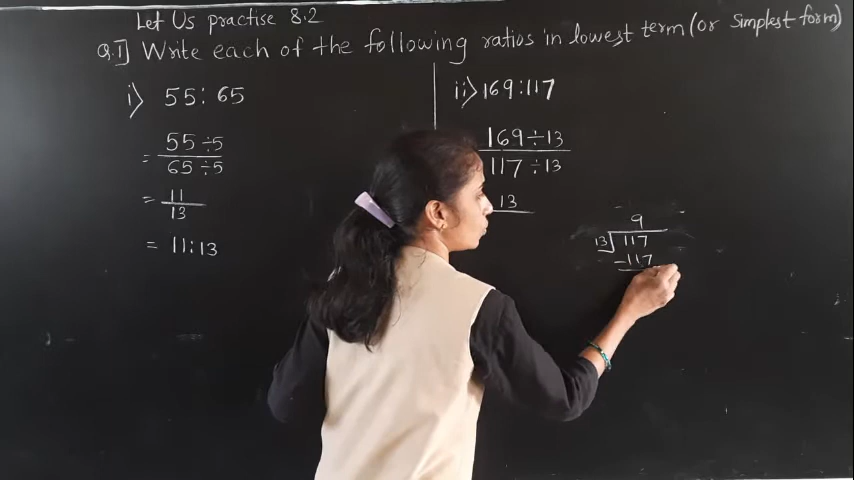 Let Us practise 8.2
Q.I] Write each of the following ratios in lowest term (or simplest form)
i) 55 : 65
= 55 ÷5
65 ÷5
= 11
13
= 11:13
ii) 169:117
169 ÷ 13
117 ÷ 13
13
9
13 117
-117